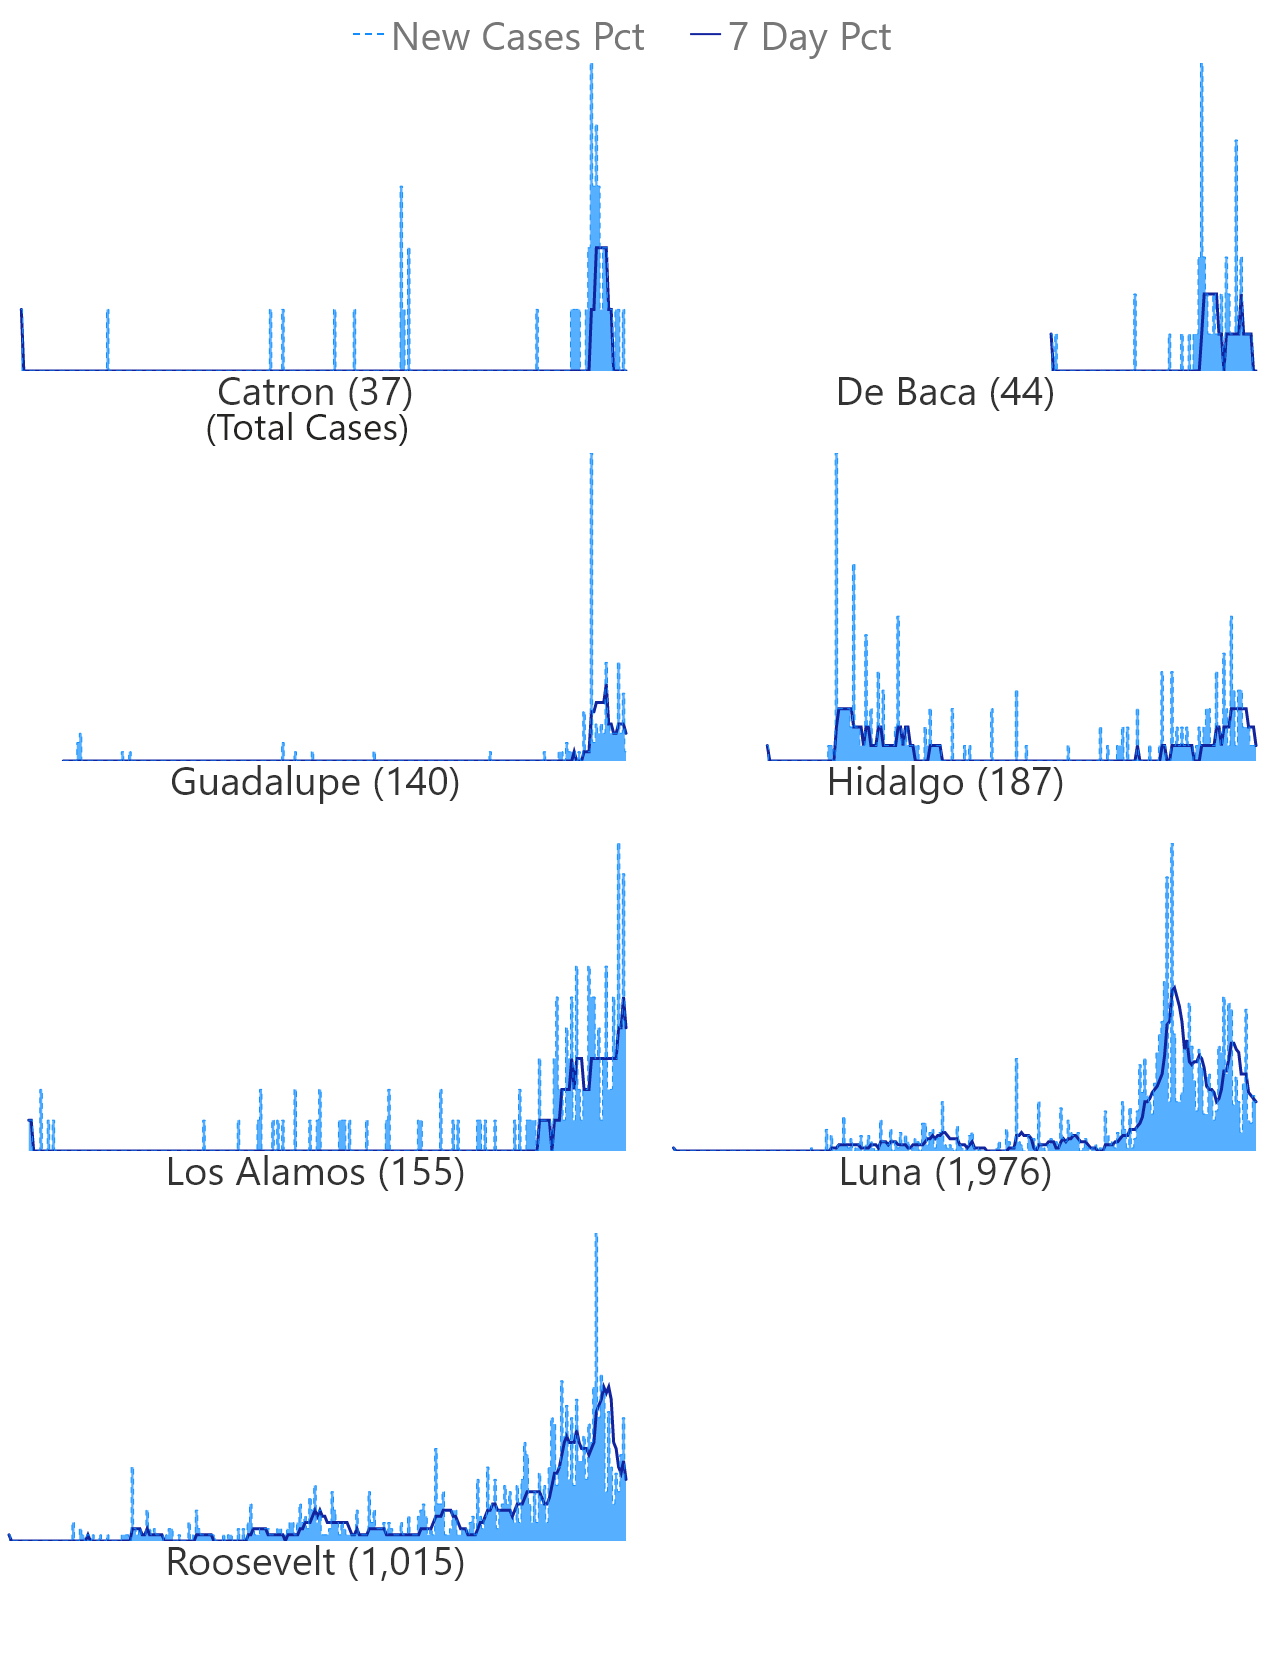 New Cases Pct 7 Day Pct
Catron (37) De Baca (44)
(Total Cases)
Guadalupe (140) Hidalgo (187)
Los Alamos (155) Luna (1,976)
Roosevelt (1,015)